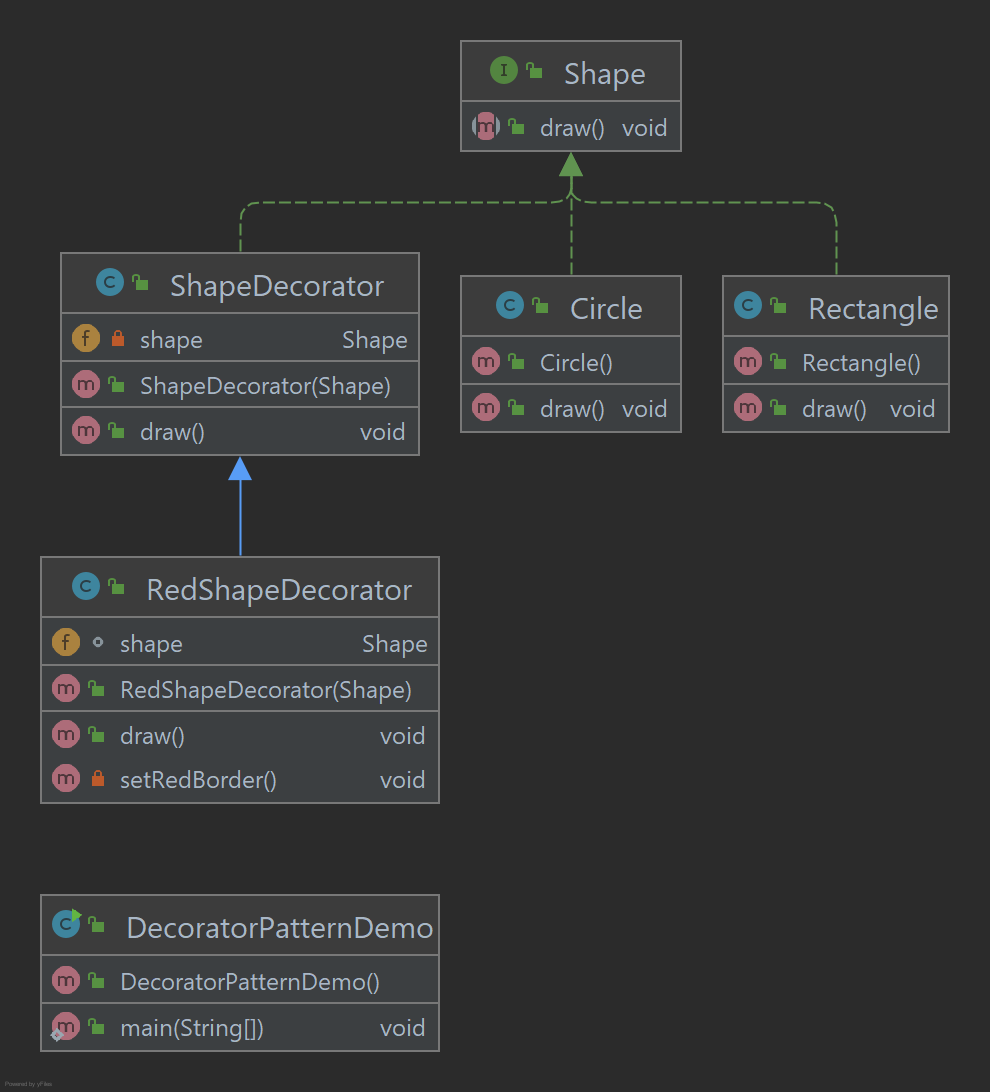 Shape
draw() void
ShapeDecorator
shape Shape
ShapeDecorator(Shape)
draw() void
Circle
Circle()
draw() void
Rectangle
Rectangle()
draw() void
RedShapeDecorator
shape Shape
RedShapeDecorator(Shape)
draw() void
setRedBorder() void
DecoratorPatternDemo
DecoratorPatternDemo()
main(String[]) void
Powered by yFiles